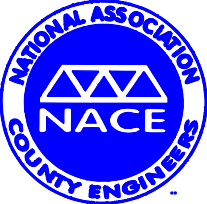 NATIONAL ASSOCIATION
NACE
COUNTY ENGINEERS